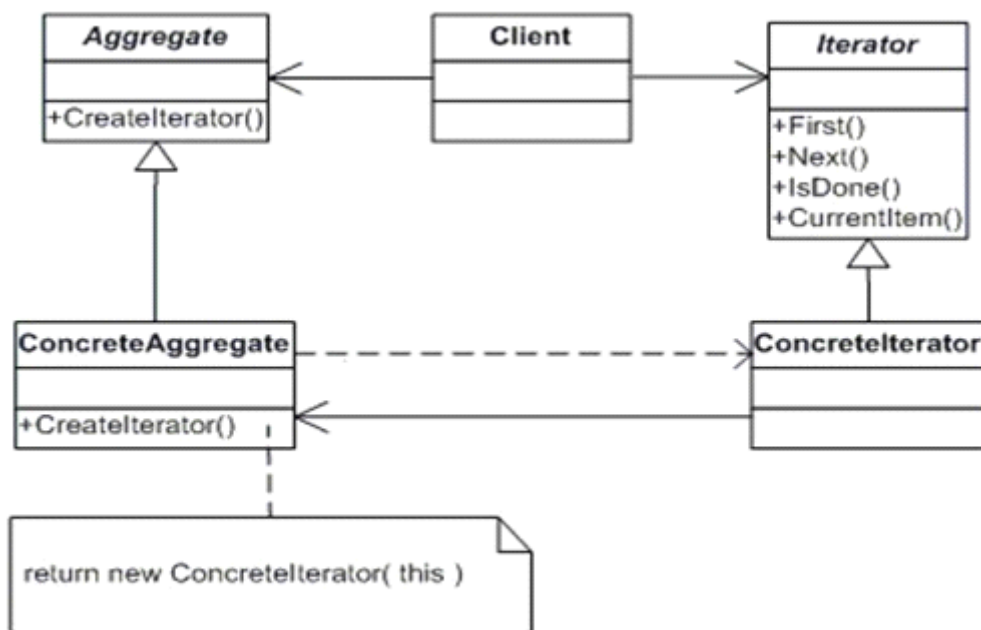 Aggregate
+CreateIterator()
Client
Iterator
+First()
+Next()
+IsDone()
+CurrentItem()
ConcreteAggregate
+CreateIterator()
ConcreteIterator
return new ConcreteIterator( this )